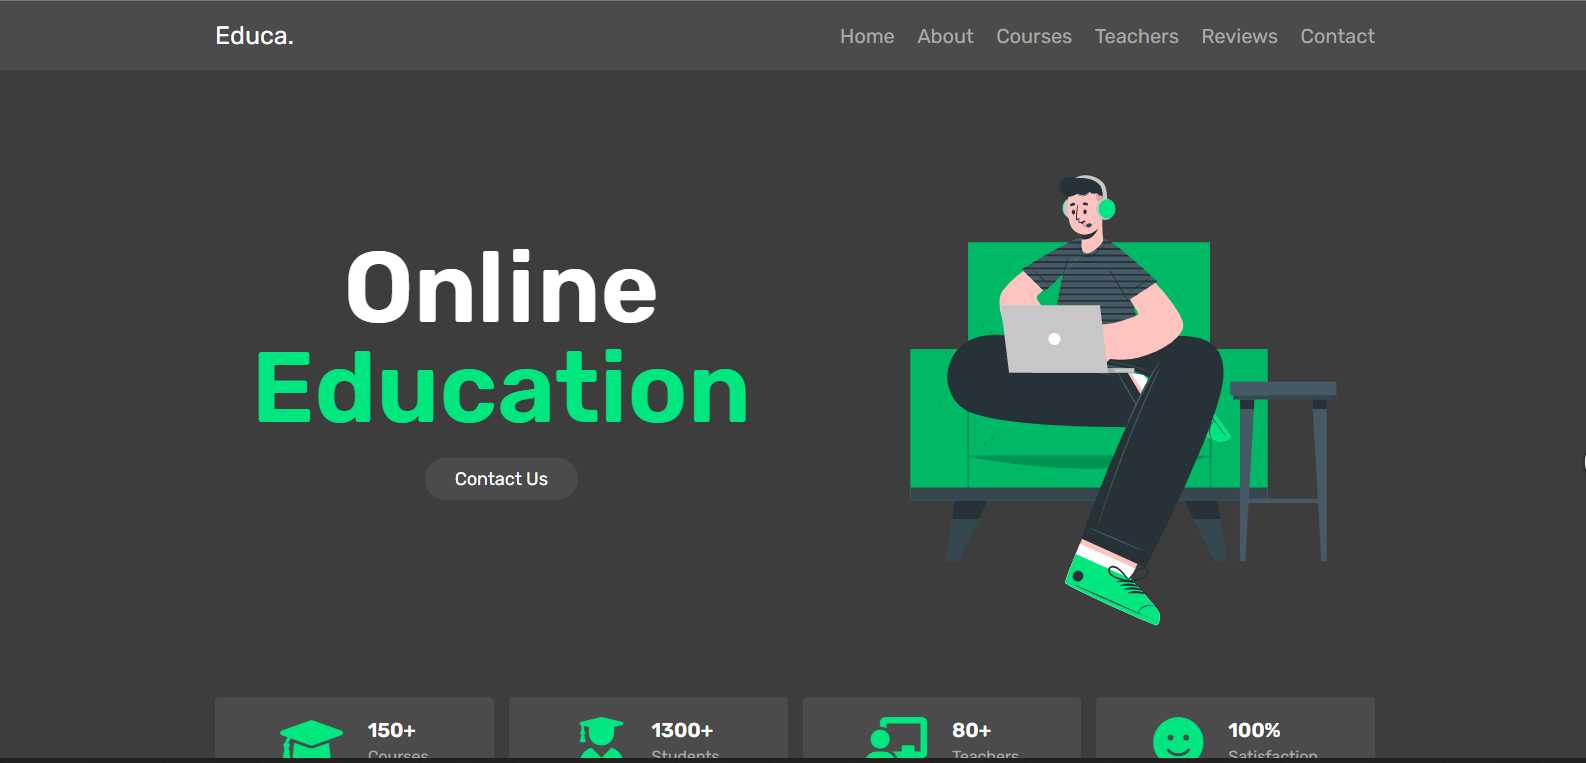 Educa.
Home About Courses Teachers Reviews Contact
Online
Education
Contact Us
150+
Courses
1300+
Students
80+
Teachers
100%
Satisfaction